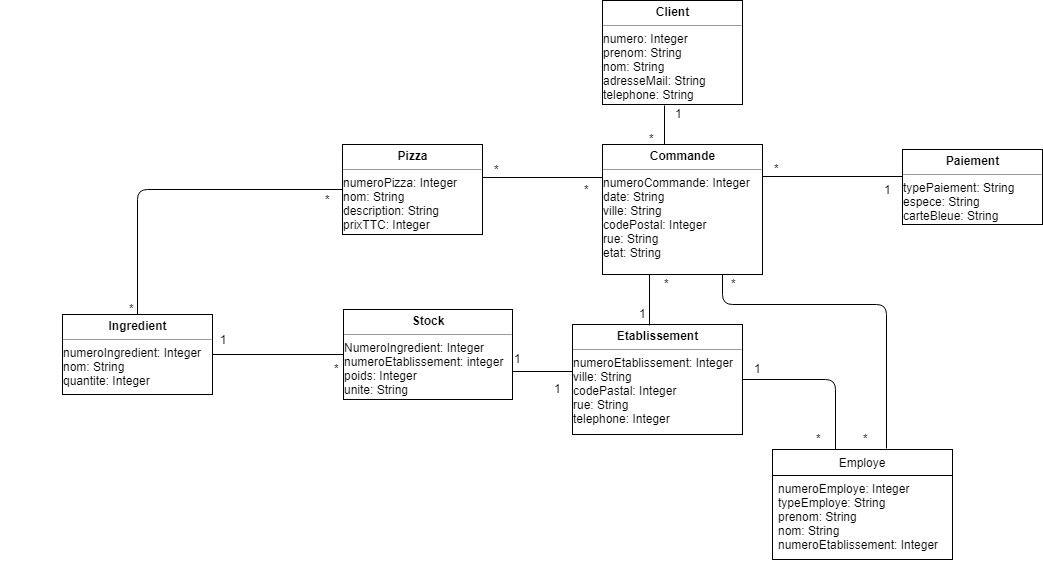 Client
numero: Integer
prenom: String
nom: String
adresseMail: String
telephone: String
1
*
Pizza
numeroPizza: Integer
nom: String
description: String
prixTTC: Integer
*
*
*
Commande
numeroCommande: Integer
date: String
ville: String
codePostal: Integer
rue: String
etat: String
*
1
Paiement
typePaiement: String
espece: String
carteBleue: String
*
*
*
1
Ingredient
numeroIngredient: Integer
nom: String
quantite: Integer
1
*
Stock
NumeroIngredient: Integer
numeroEtablissement: integer
poids: Integer
unite: String
1
1
Etablissement
numeroEtablissement: Integer
ville: String
codePastal: Integer
rue: String
telephone: Integer
1
*
*
Employe
numeroEmploye: Integer
typeEmploye: String
prenom: String
nom: String
numeroEtablissement: Integer